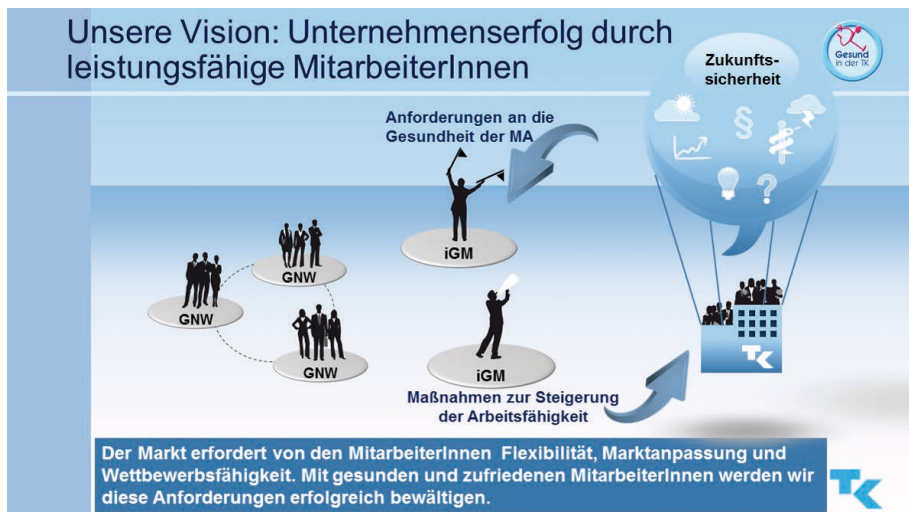 Unsere Vision: Unternehmenserfolg durch
leistungsfähige MitarbeiterInnen
Gesund
in der TK
Zukunfts-
sicherheit
§
?
Anforderungen an die
Gesundheit der MA
iGM
GNW
GNW
GNW
iGM
TK
Maßnahmen zur Steigerung
der Arbeitsfähigkeit
Der Markt erfordert von den MitarbeiterInnen Flexibilität, Marktanpassung und
Wettbewerbsfähigkeit. Mit gesunden und zufriedenen MitarbeiterInnen werden wir
diese Anforderungen erfolgreich bewältigen.
TK